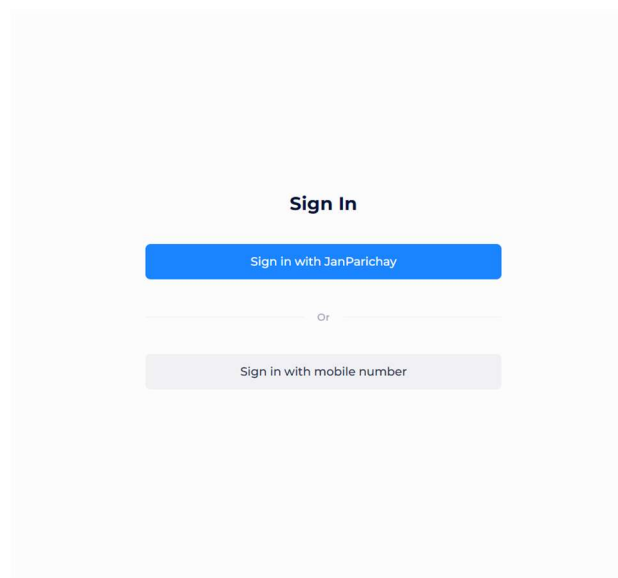 Sign In
Sign in with JanParichay
Or
Sign in with mobile number